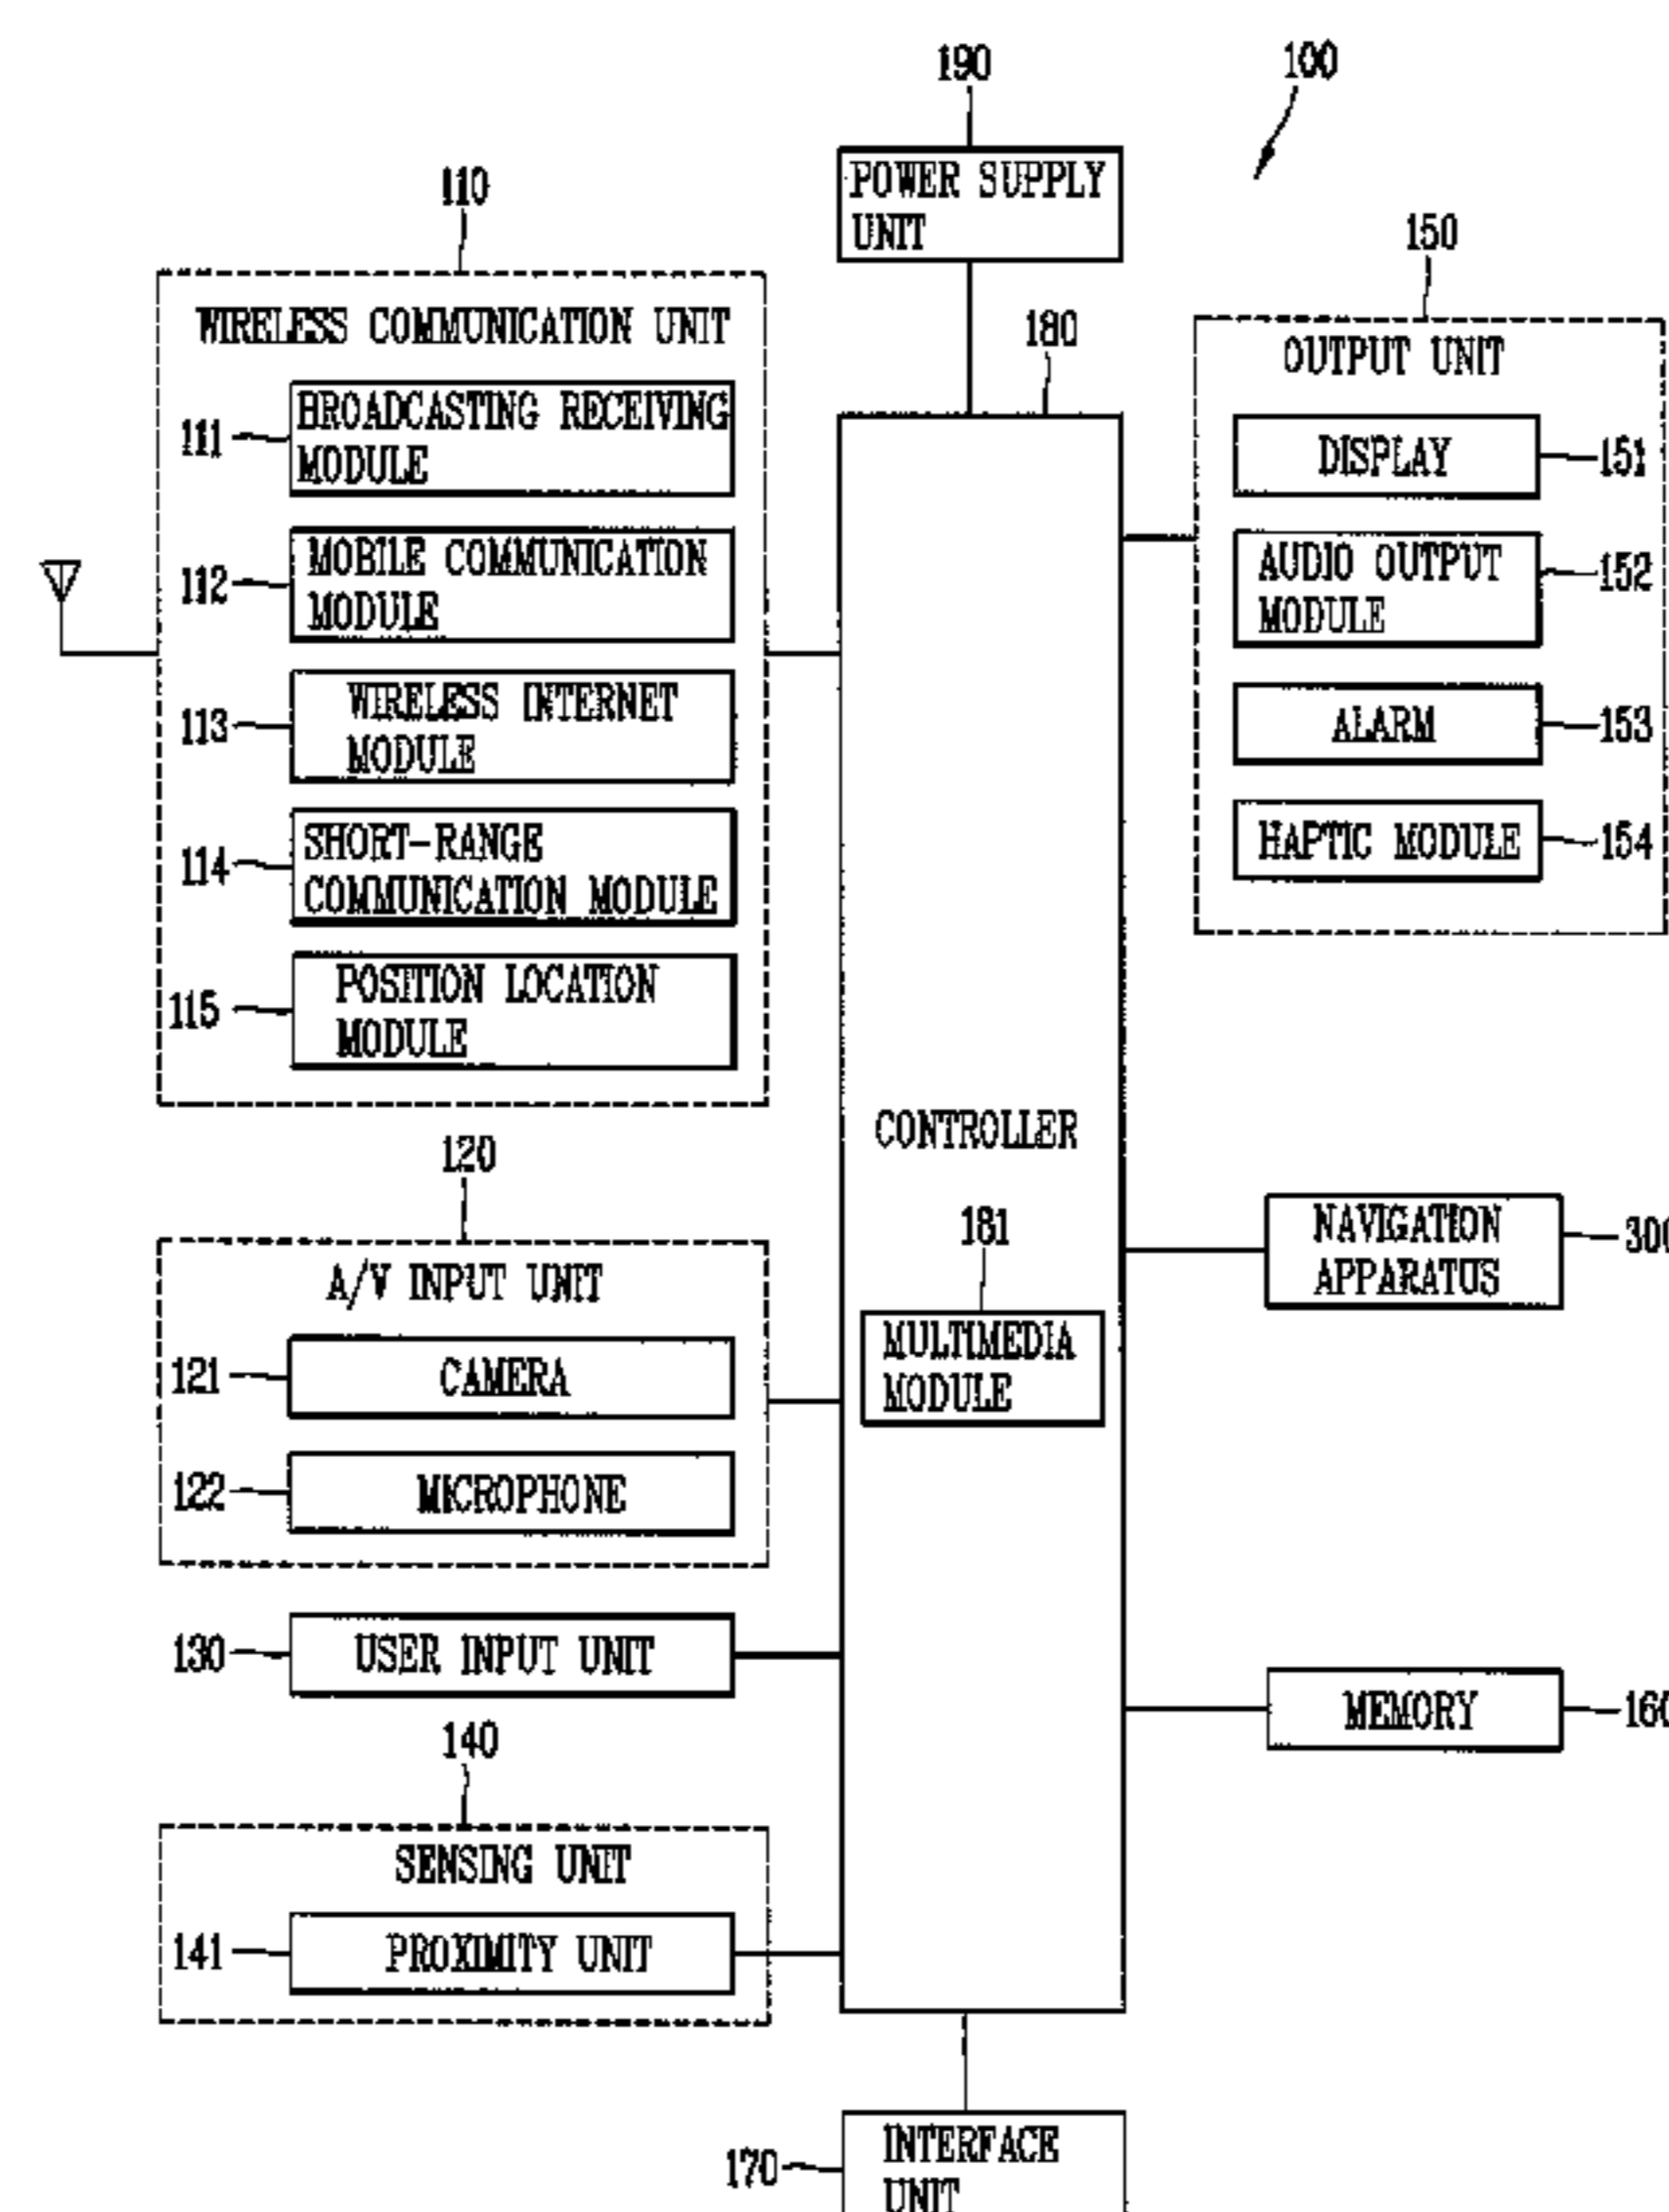 190
100
POWER SUPPLY
UNIT
110
WIRELESS COMMUNICATION UNIT
111
BROADCASTING RECEIVING
MODULE
112
MOBILE COMMUNICATION
MODULE
113
WIRELESS INTERNET
MODULE
114
SHORT-RANGE
COMMUNICATION MODULE
115
POSITION LOCATION
MODULE
120
A/V INPUT UNIT
121
CAMERA
122
MICROPHONE
130
USER INPUT UNIT
140
SENSING UNIT
141
PROXIMITY UNIT
180
CONTROLLER
181
MULTIMEDIA
MODULE
150
OUTPUT UNIT
DISPLAY
151
AUDIO OUTPUT
MODULE
152
ALARM
153
HAPTIC MODULE
154
NAVIGATION
APPARATUS
300
MEMORY
160
170
INTERFACE
UNIT